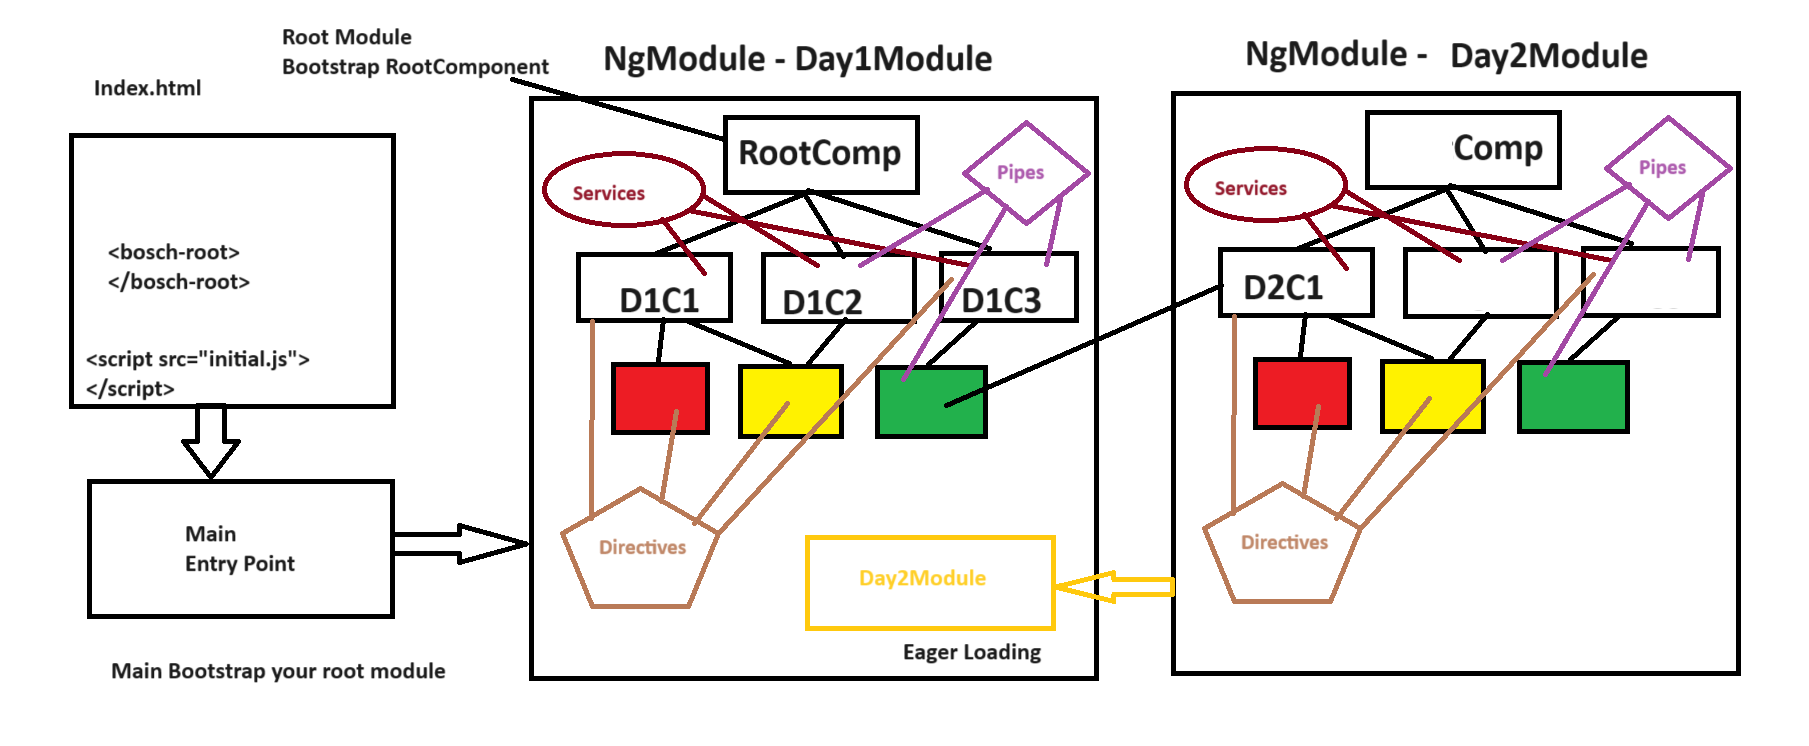 Root Module
Bootstrap RootComponent
Index.html
<bosch-root>
</bosch-root>
<script src="initial.js">
</script>
Main
Entry Point
Main Bootstrap your root module
NgModule - Day1Module
RootComp
Services
Pipes
D1C1
D1C2
D1C3
Directives
Day2Module
Eager Loading
NgModule - Day2Module
Comp
Services
Pipes
D2C1
Directives